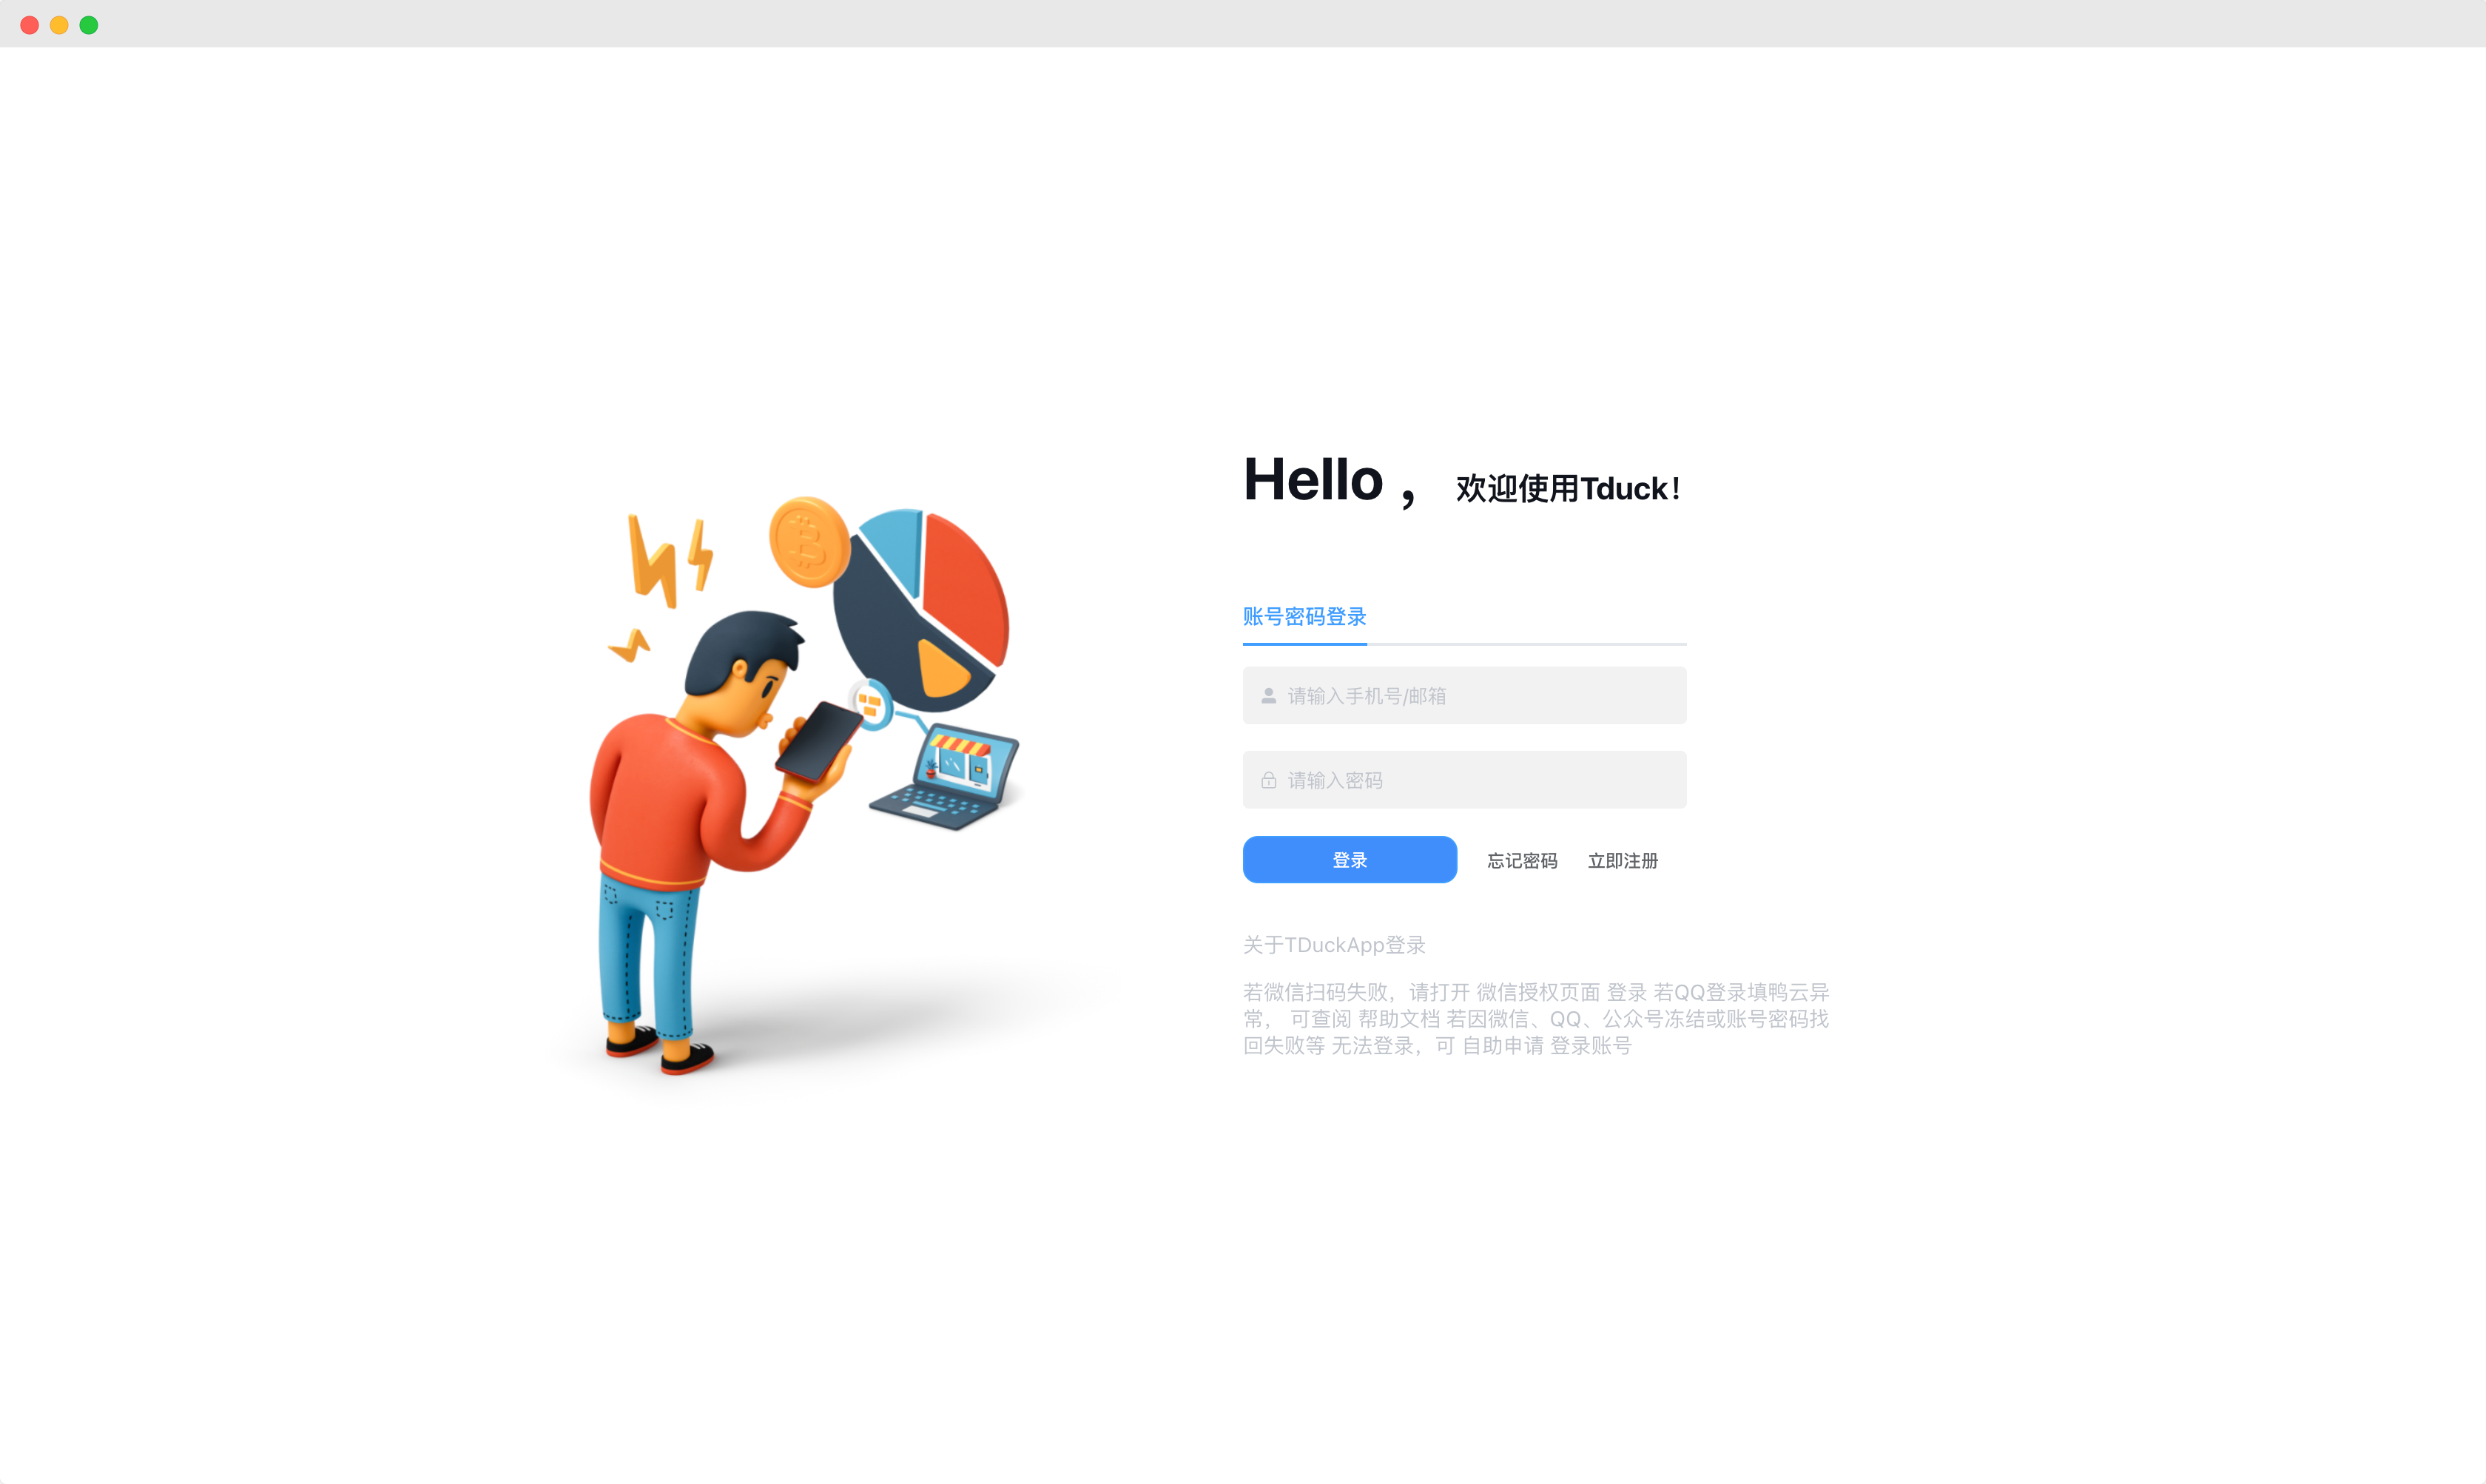 Hello ， 欢迎使用Tduck！
账号密码登录
请输入手机号/邮箱
请输入密码
登录 忘记密码 立即注册
关于TDuckApp登录
若微信扫码失败，请打开 微信授权页面 登录 若QQ登录填鸭云异
常， 可查阅 帮助文档 若因微信、QQ、公众号冻结或账号密码找
回失败等 无法登录，可 自助申请 登录账号